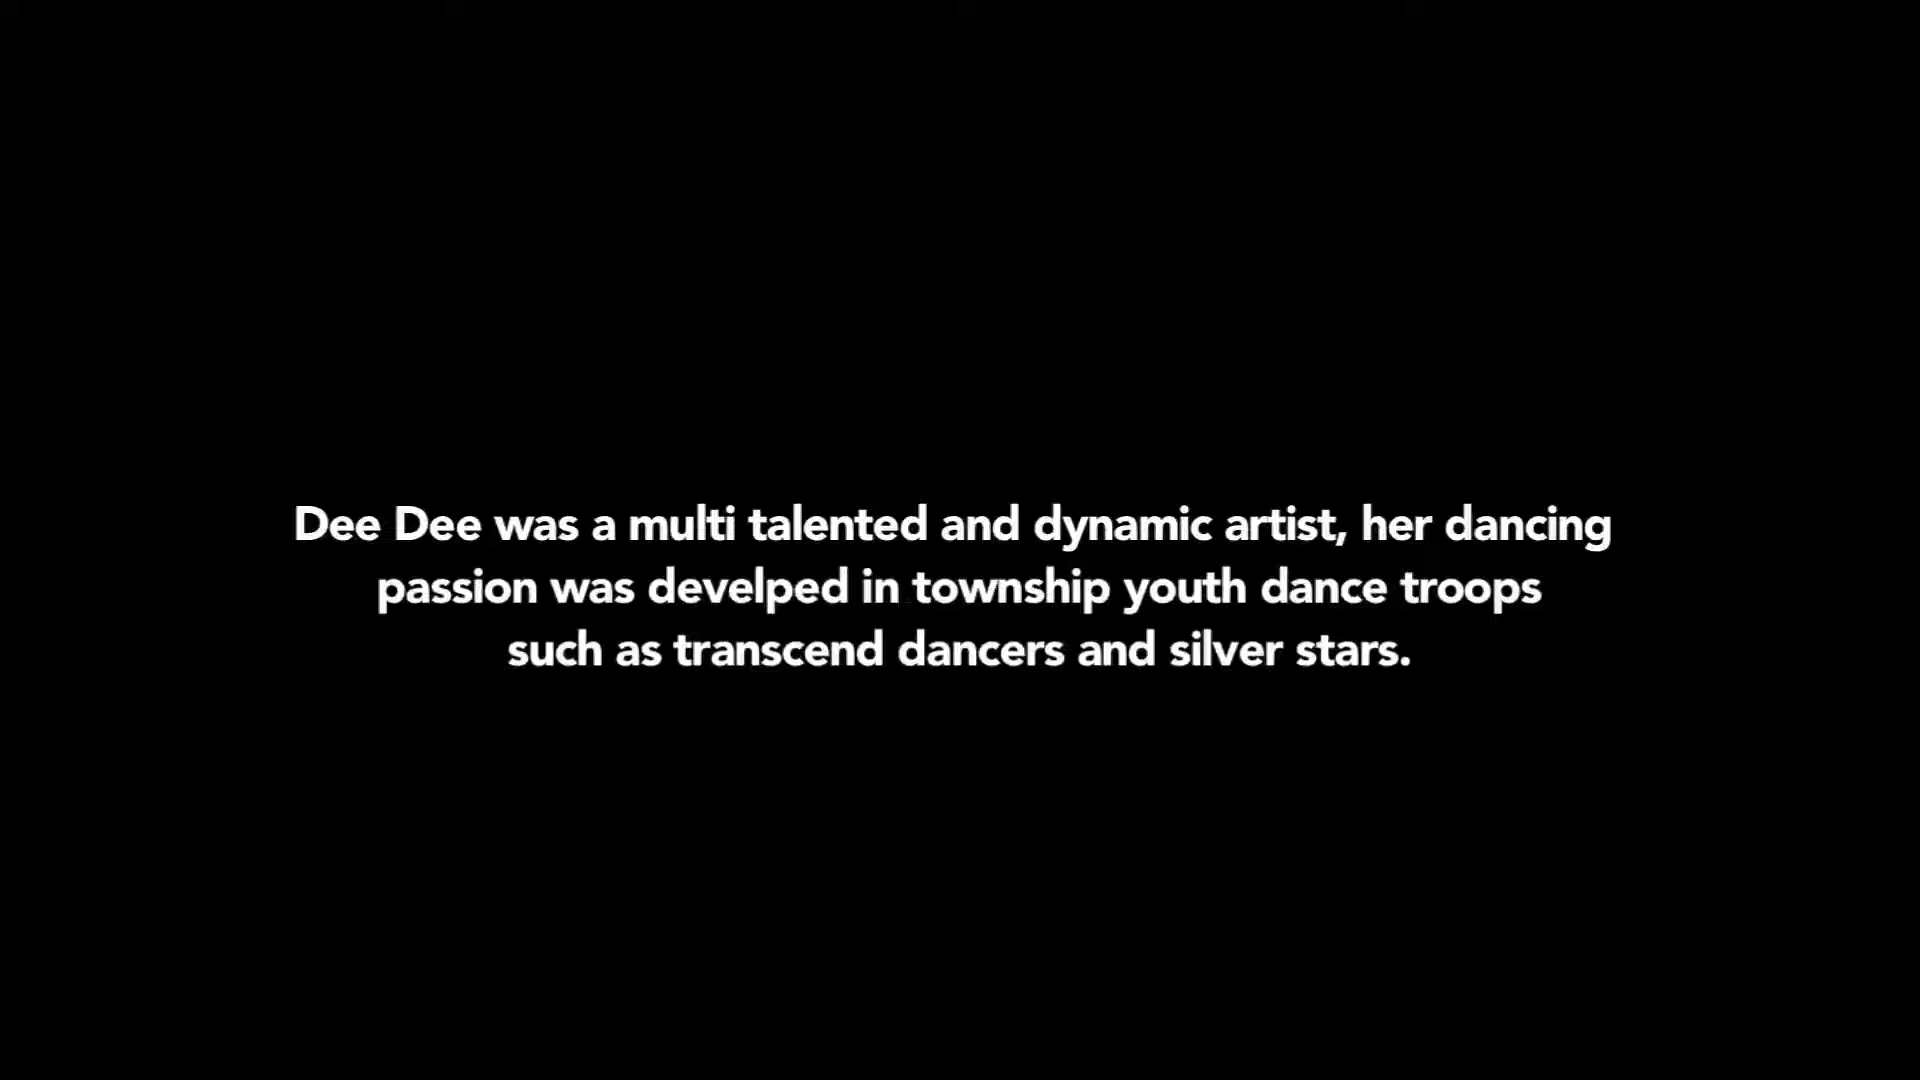 Dee Dee was a multi talented and dynamic artist, her dancing
passion was develped in township youth dance troops
such as transcend dancers and silver stars.